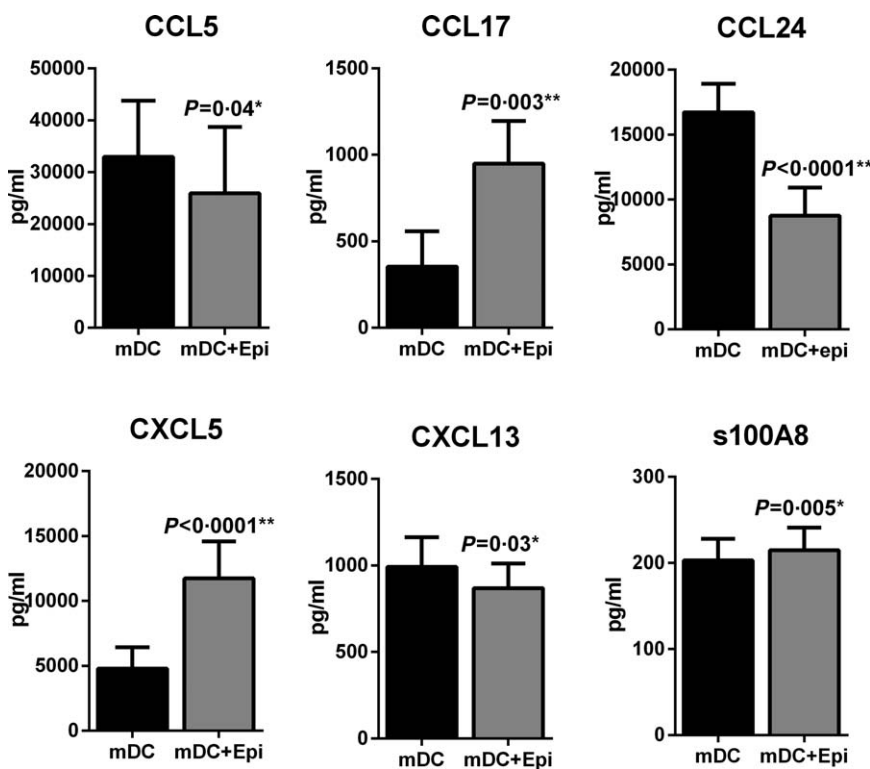 CCL5
50000
40000
30000
20000
10000
0
pg/ml
P=0·04*
mDC mDC+Epi
CCL17
1500
1000
500
0
pg/ml
P=0·003**
mDC mDC+Epi
CCL24
20000
15000
10000
5000
0
pg/ml
P<0·0001**
mDC mDC+epi
CXCL5
20000
15000
10000
5000
0
pg/ml
P<0·0001**
mDC mDC+Epi
CXCL13
1500
1000
500
0
pg/ml
P=0·03*
mDC mDC+Epi
s100A8
300
200
100
0
pg/ml
P=0·005*
mDC mDC+Epi